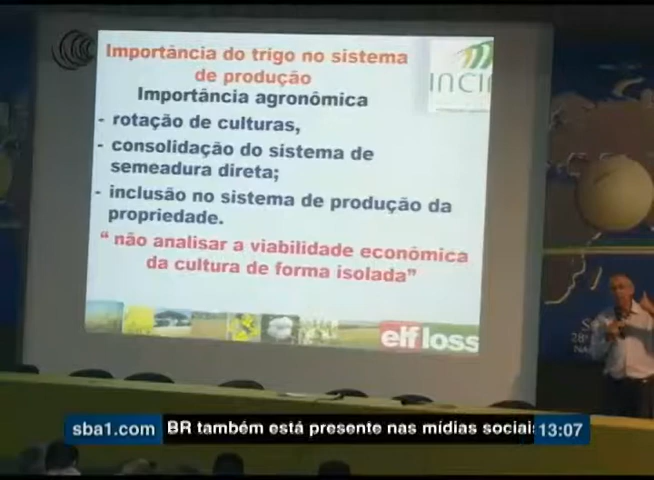 Importância do trigo no sistema
de produção
Importância agronômica
- rotação de culturas,
- consolidação do sistema de
semeadura direta;
- inclusão no sistema de produção da
propriedade.
“ não analisar a viabilidade econômica
da cultura de forma isolada”
elf loss
sba1.com
BR também está presente nas mídias sociai
13:07